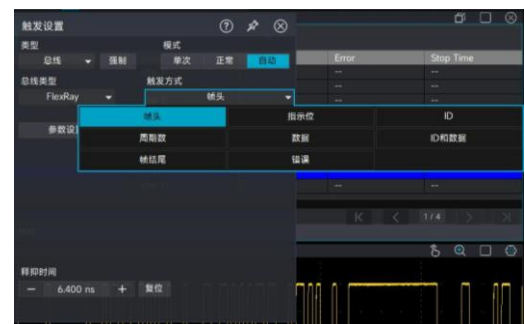 触发设置
类型
模式
总线
强制
单次
正常
自动
Error
Stop Time
--
--
--
--
--
--
总线类型
触发方式
FlexRay
帧头
帧头
指示位
ID
参数设
周期数
数据
ID和数据
帧结尾
错误
--
--
1/4
释抑时间
6.400 ns
复位